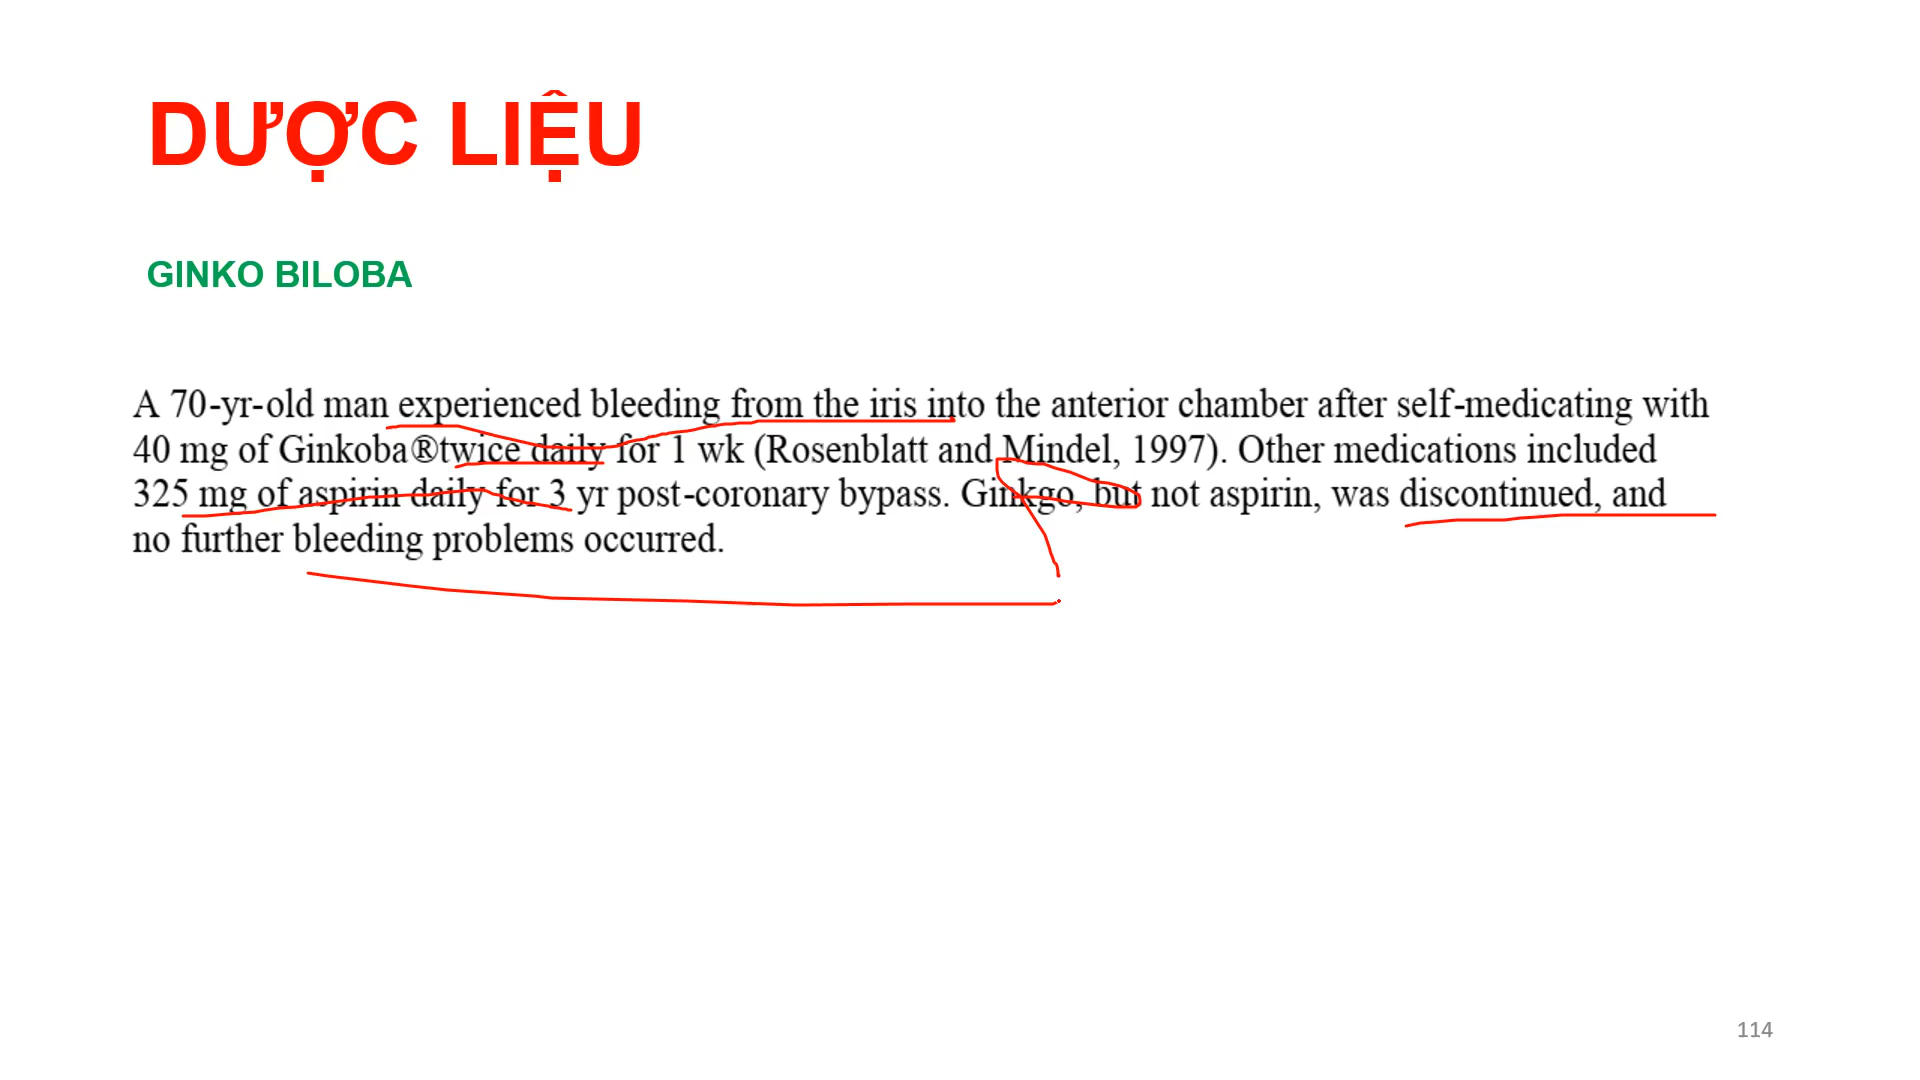 DƯỢC LIỆU
GINKO BILOBA
A 70-yr-old man experienced bleeding from the iris into the anterior chamber after self-medicating with
40 mg of Ginkoba®twice daily for 1 wk (Rosenblatt and Mindel, 1997). Other medications included
325 mg of aspirin daily for 3 yr post-coronary bypass. Ginkgo, but not aspirin, was discontinued, and
no further bleeding problems occurred.
114